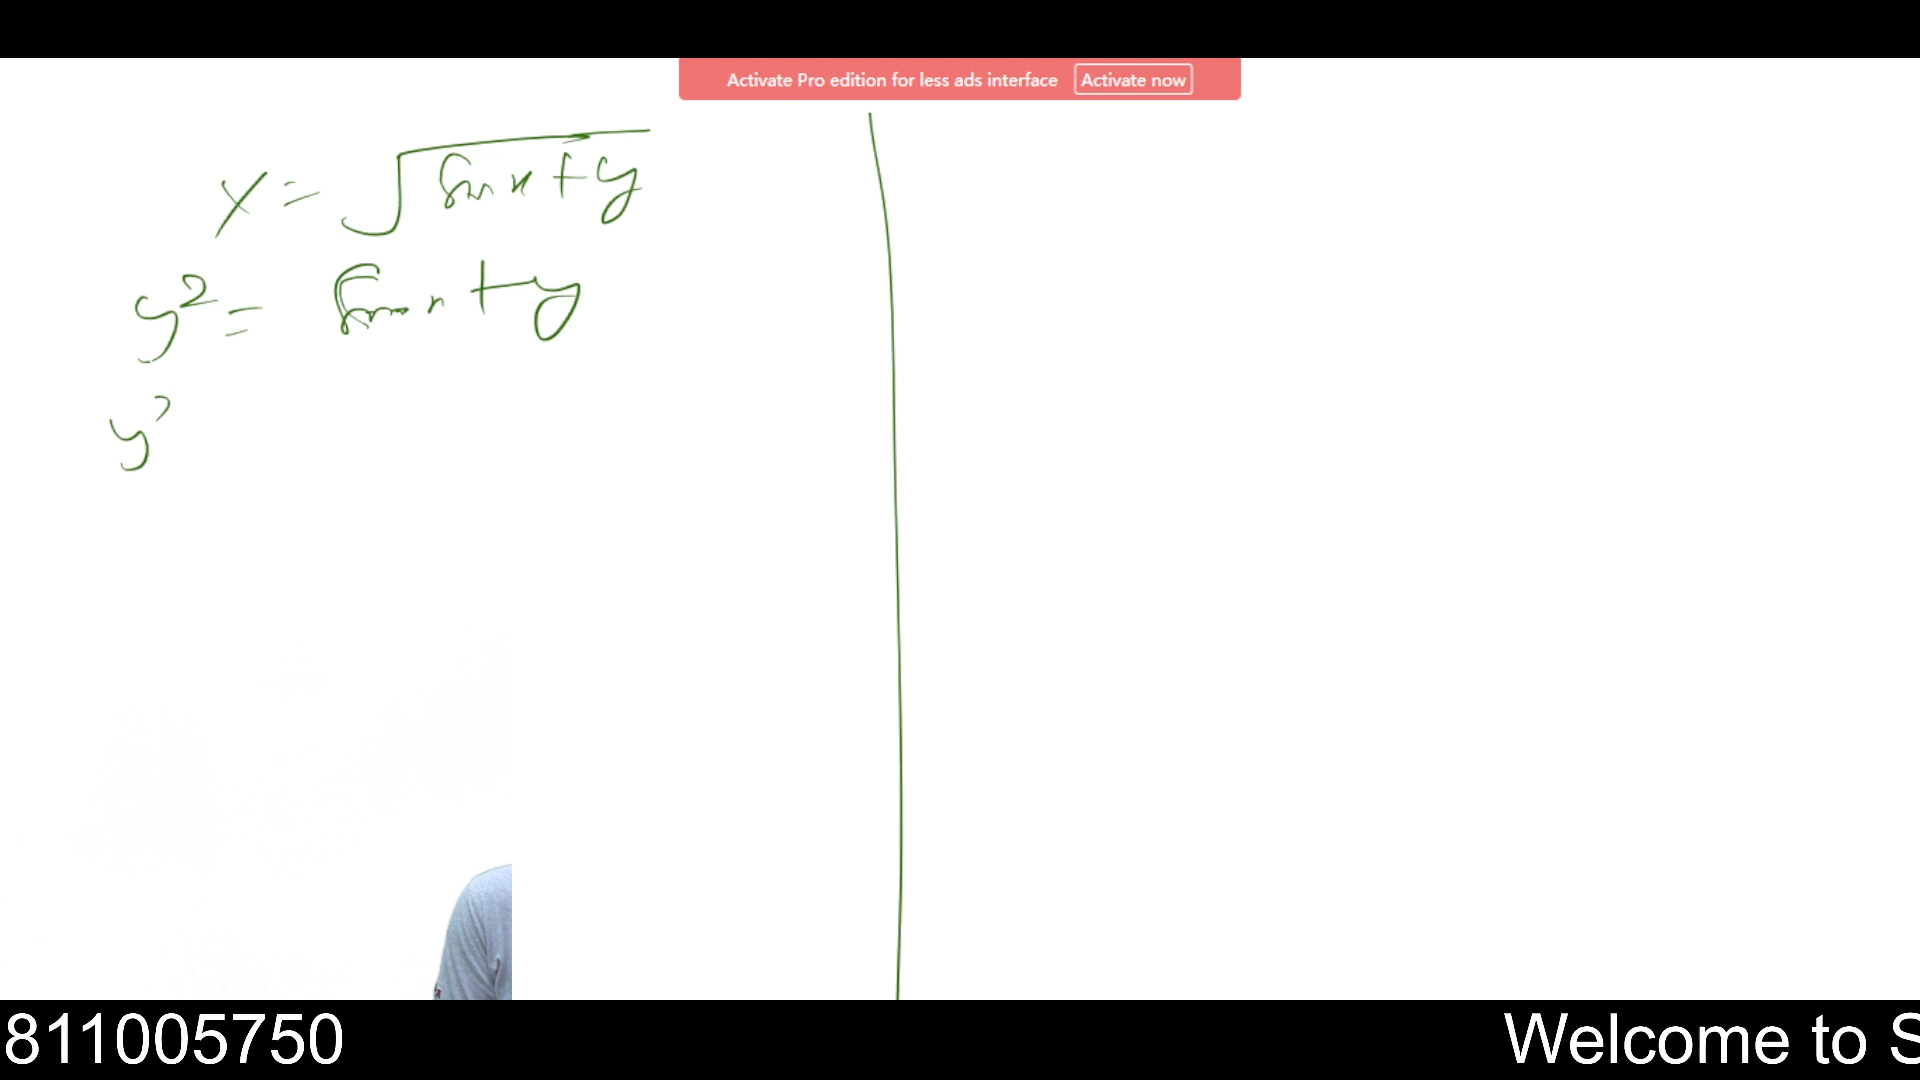 Activate Pro edition for less ads interface Activate now
y = √(sin x + y)
y² = sin x + y
y²
811005750
Welcome to S